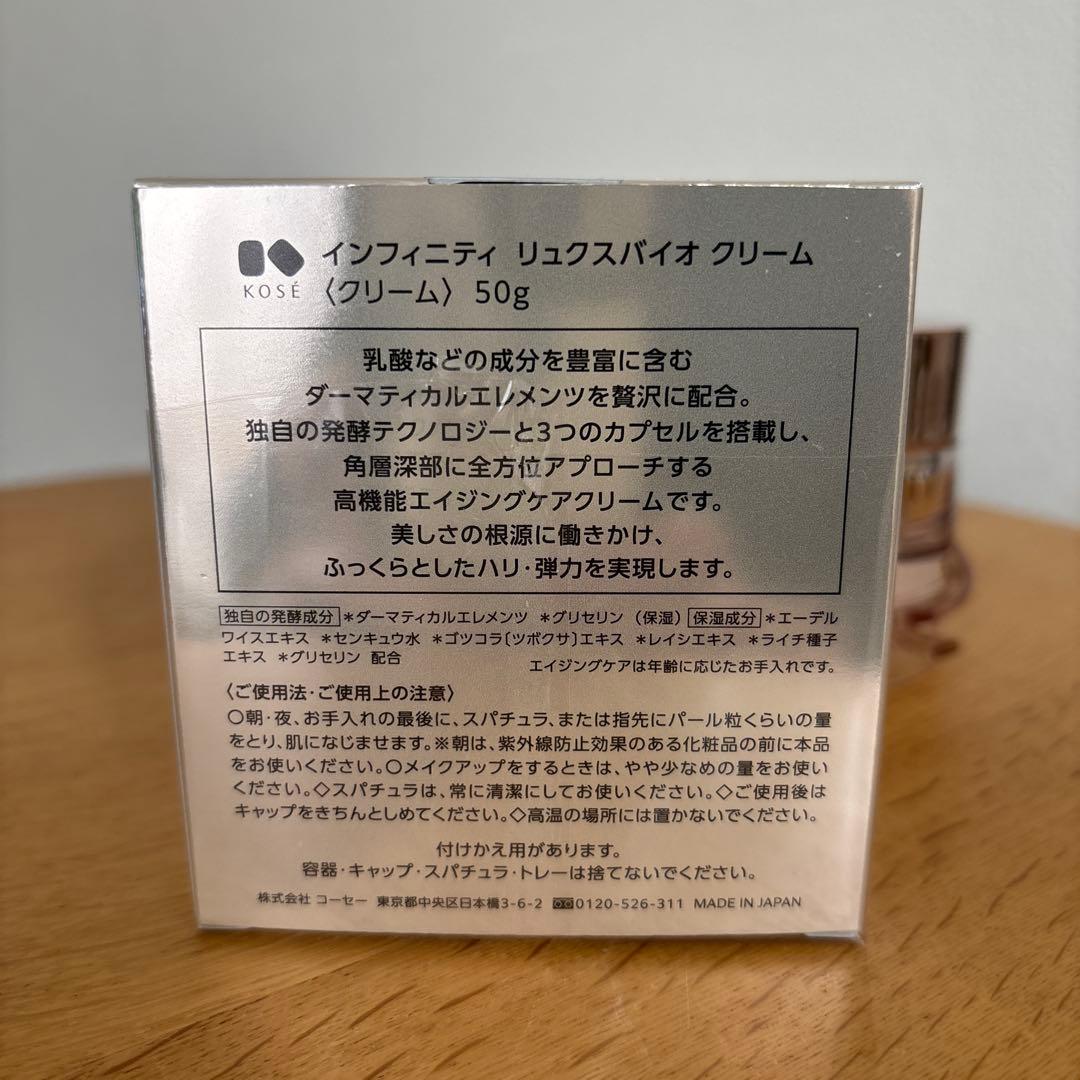 インフィニティ リュクスバイオ クリーム
KOSÉ 〈クリーム〉 50g
乳酸などの成分を豊富に含む
ダーマティカルエレメンツを贅沢に配合。
独自の発酵テクノロジーと3つのカプセルを搭載し、
角層深部に全方位アプローチする
高機能エイジングケアクリームです。
美しさの根源に働きかけ、
ふっくらとしたハリ・弾力を実現します。
独自の発酵成分 *ダーマティカルエレメンツ *グリセリン (保湿) 保湿成分 *エーデル
ワイスエキス *センキュウ水 *ゴツコラ〔ツボクサ〕エキス *レイシエキス *ライチ種子
エキス *グリセリン 配合 エイジングケアは年齢に応じたお手入れです。
〈ご使用法・ご使用上の注意〉
○朝・夜、お手入れの最後に、スパチュラ、または指先にパール粒くらいの量
をとり、肌になじませます。※朝は、紫外線防止効果のある化粧品の前に本品
をお使いください。○メイクアップをするときは、やや少なめの量をお使い
ください。◇スパチュラは、常に清潔にしてお使いください。◇ご使用後は
キャップをきちんとしめてください。◇高温の場所には置かないでください。
付けかえ用があります。
容器・キャップ・スパチュラ・トレーは捨てないでください。
株式会社 コーセー 東京都中央区日本橋3-6-2 0120-526-311 MADE IN JAPAN